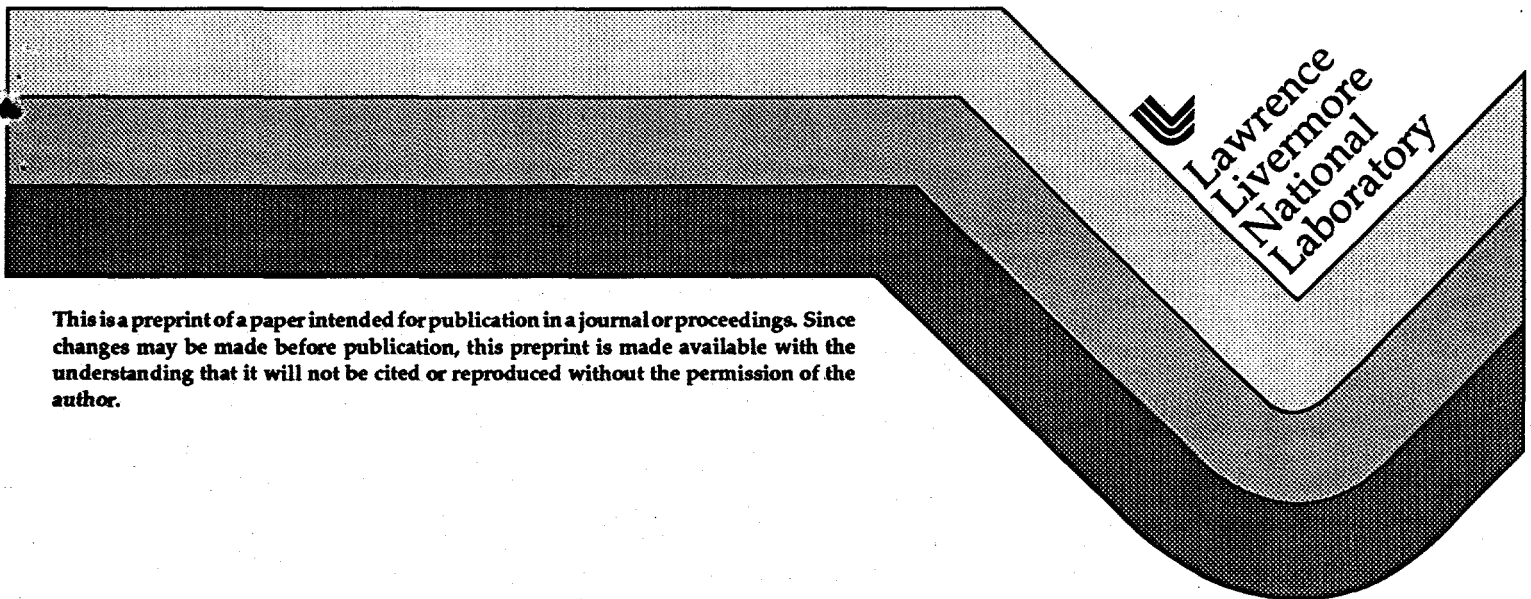 Lawrence
Livermore
National
Laboratory
This is a preprint of a paper intended for publication in a journal or proceedings. Since
changes may be made before publication, this preprint is made available with the
understanding that it will not be cited or reproduced without the permission of the
author.